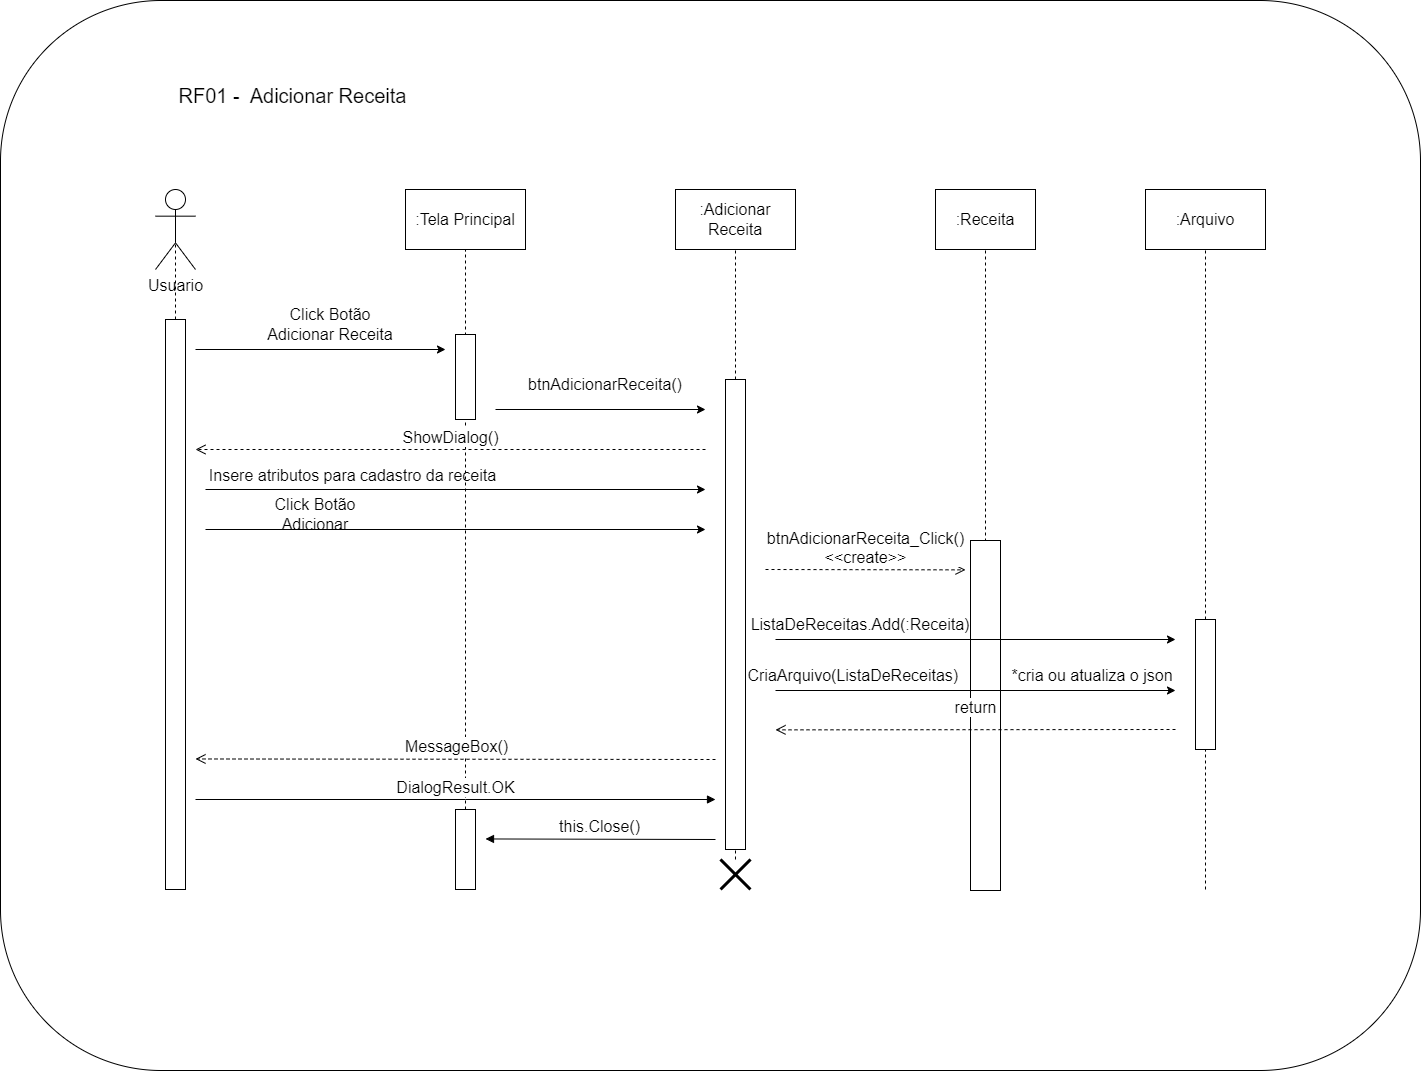 RF01 -  Adicionar Receita
:Tela Principal
:Adicionar
Receita
:Receita
:Arquivo
Usuario
Click Botão
Adicionar Receita
btnAdicionarReceita()
ShowDialog()
Insere atributos para cadastro da receita
Click Botão
Adicionar
btnAdicionarReceita_Click()
<<create>>
ListaDeReceitas.Add(:Receita)
CriaArquivo(ListaDeReceitas)
*cria ou atualiza o json
return
MessageBox()
DialogResult.OK
this.Close()